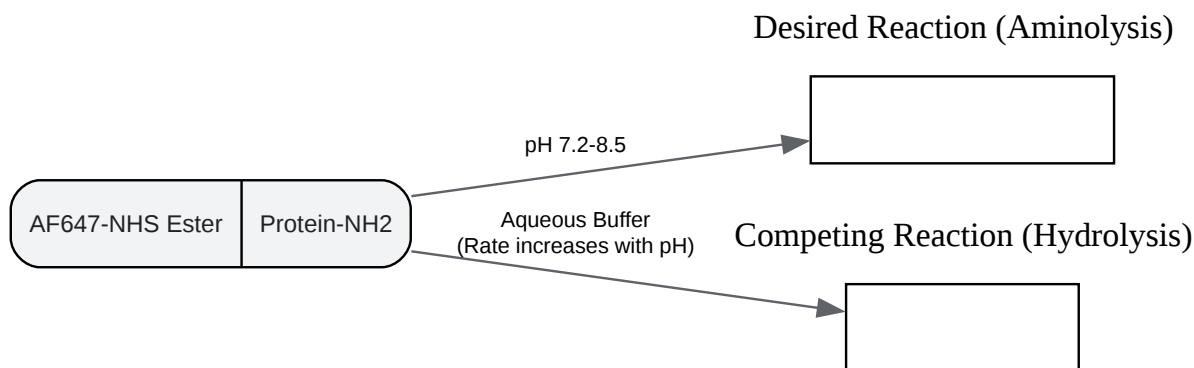 Desired Reaction (Aminolysis)
pH 7.2-8.5
AF647-NHS Ester
Protein-NH2
Aqueous Buffer
(Rate increases with pH)
Competing Reaction (Hydrolysis)